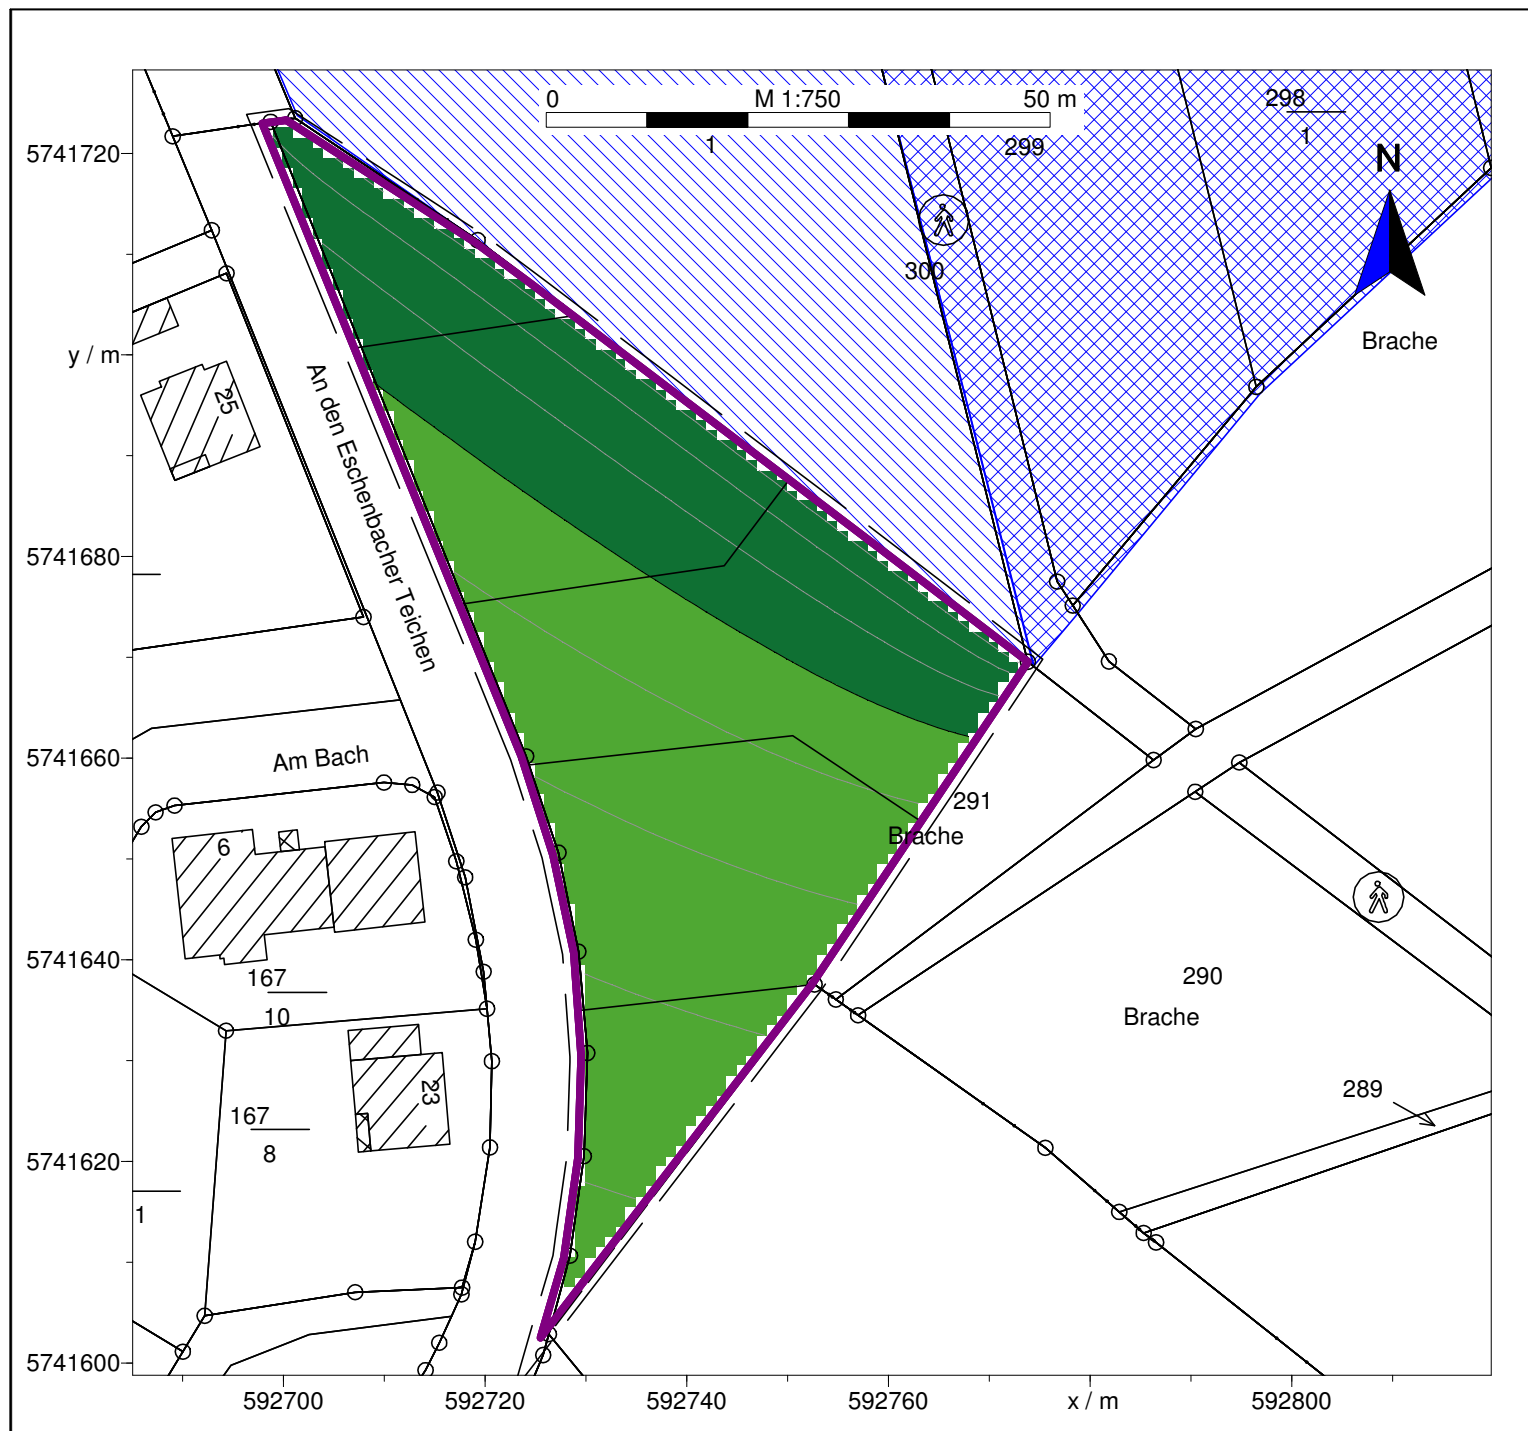 0 M 1:750 50 m
298
1
1
299
N
5741720
300
y / m
Brache
25
An den Eschenbacher Teichen
5741680
Am Bach
5741660
291
Brache
6
5741640
167
10
290
Brache
23
289
167
8
5741620
1
5741600
592700 592720 592740 592760 x / m 592800